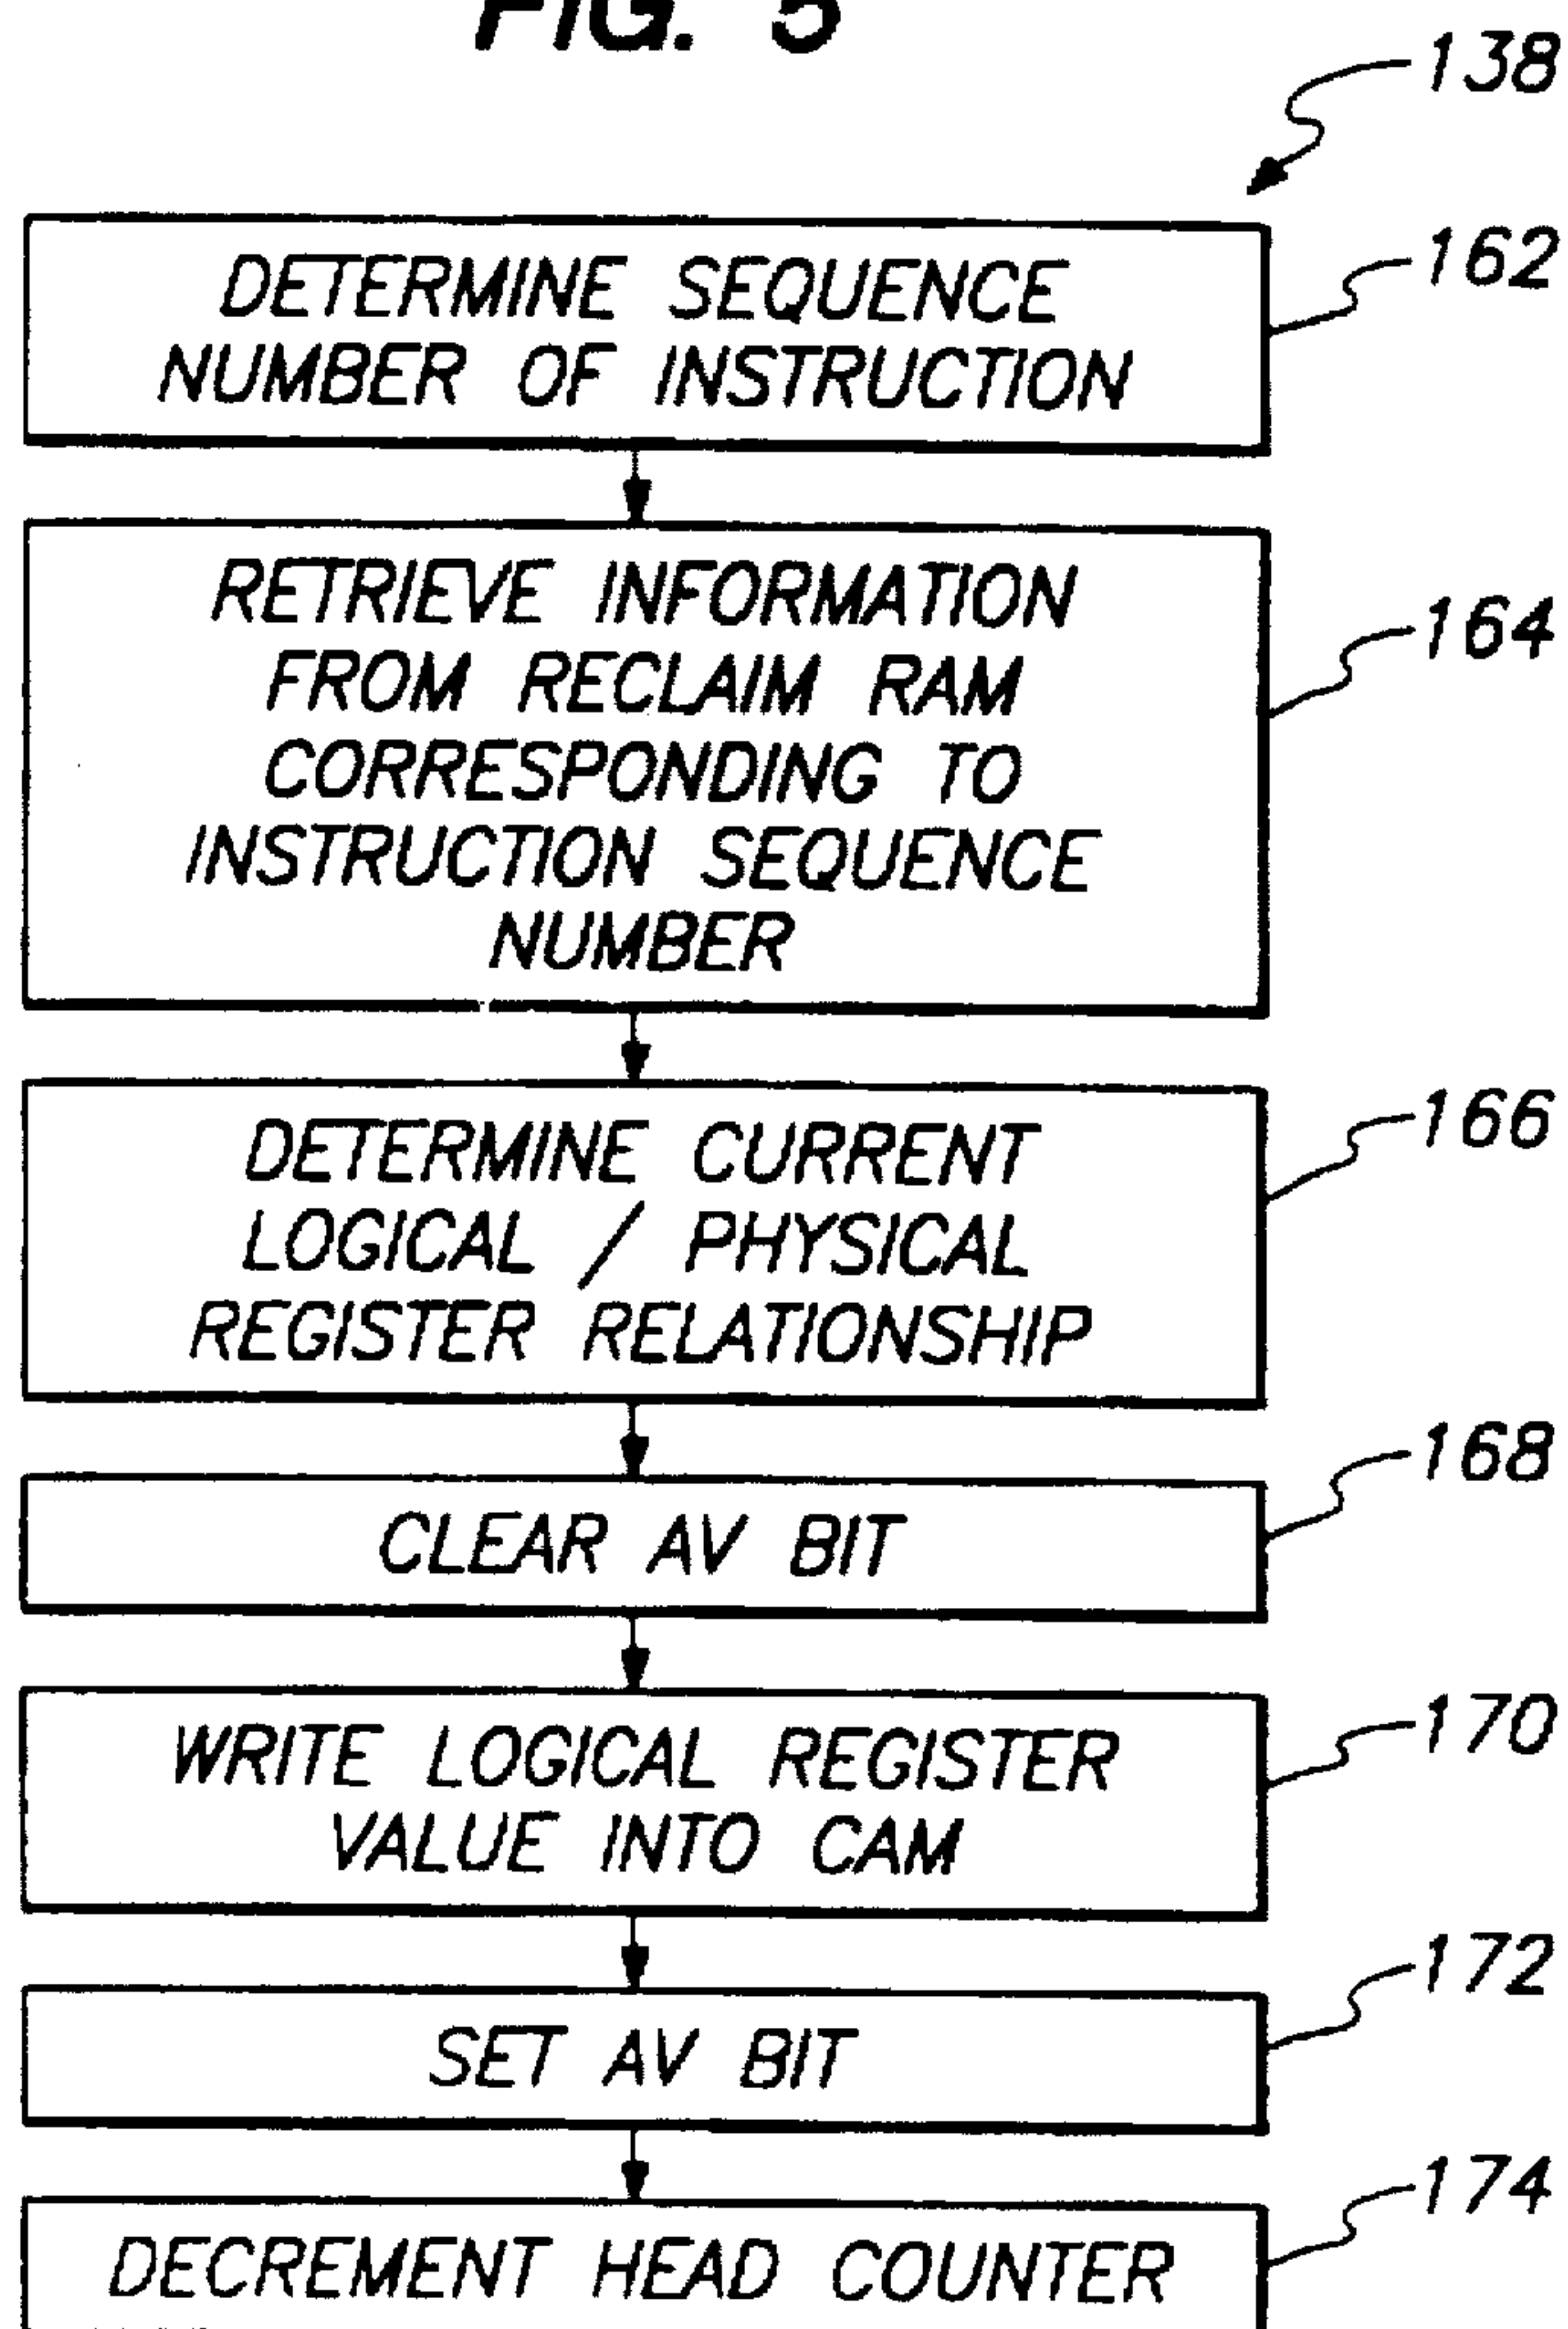 FIG. 5
138
DETERMINE SEQUENCE
NUMBER OF INSTRUCTION
162
RETRIEVE INFORMATION
FROM RECLAIM RAM
CORRESPONDING TO
INSTRUCTION SEQUENCE
NUMBER
164
DETERMINE CURRENT
LOGICAL / PHYSICAL
REGISTER RELATIONSHIP
166
CLEAR AV BIT
168
WRITE LOGICAL REGISTER
VALUE INTO CAM
170
SET AV BIT
172
DECREMENT HEAD COUNTER
174